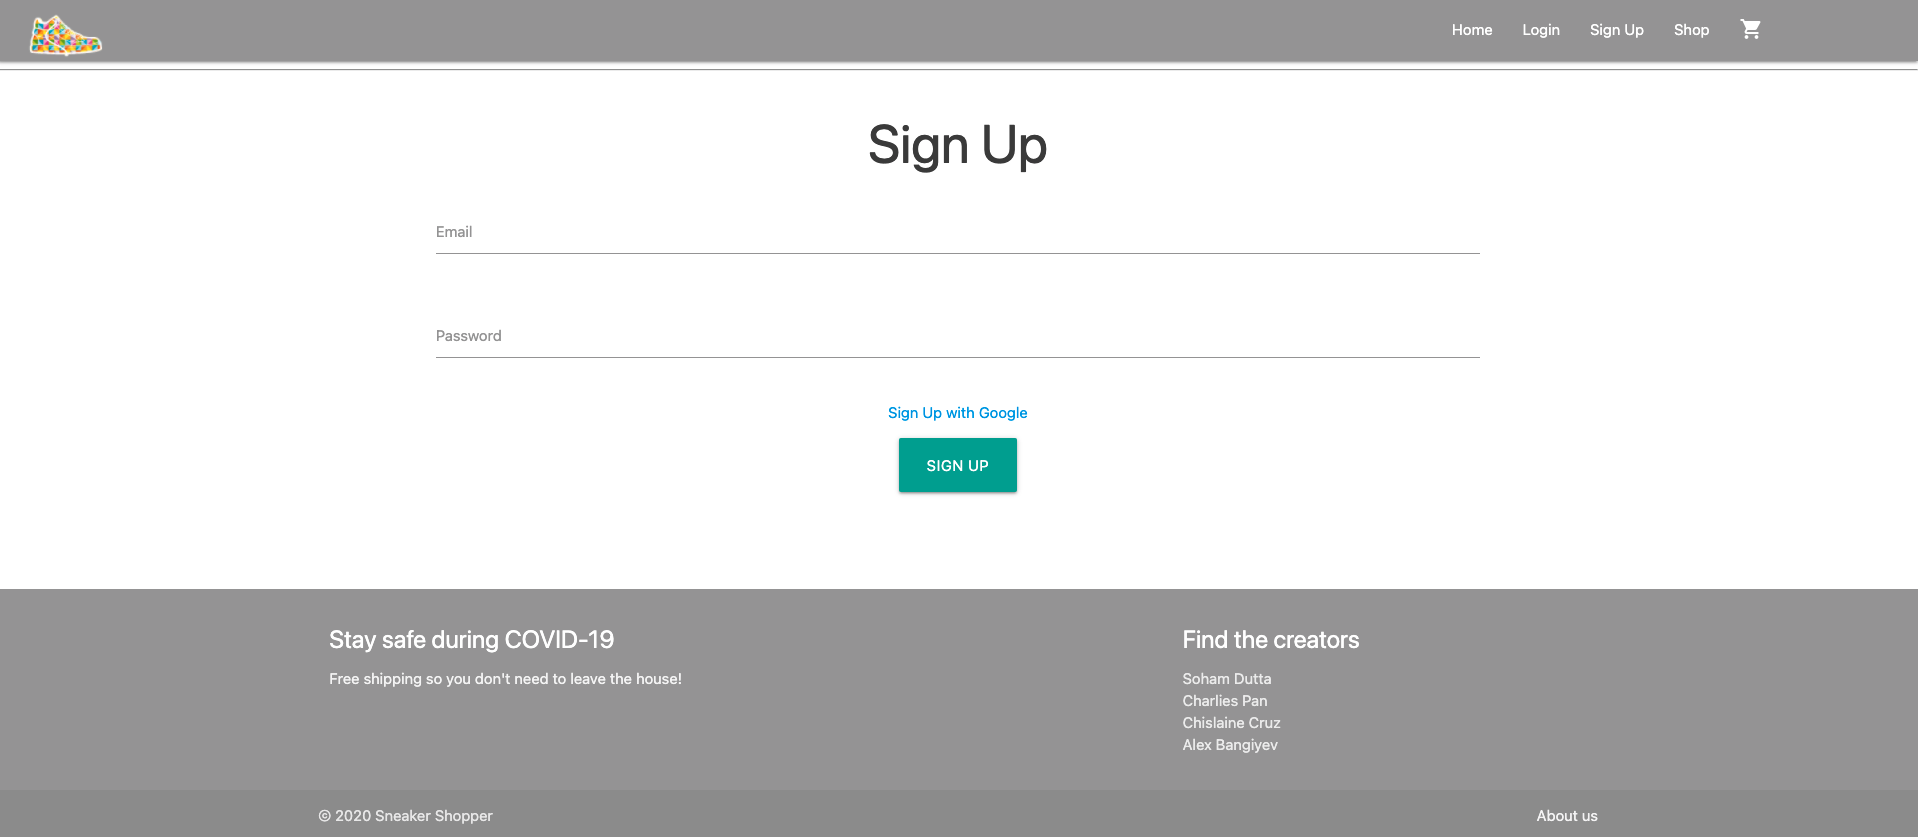 Home Login Sign Up Shop
Sign Up
Email
Password
Sign Up with Google
SIGN UP
Stay safe during COVID-19
Free shipping so you don't need to leave the house!
Find the creators
Soham Dutta
Charlies Pan
Chislaine Cruz
Alex Bangiyev
© 2020 Sneaker Shopper
About us